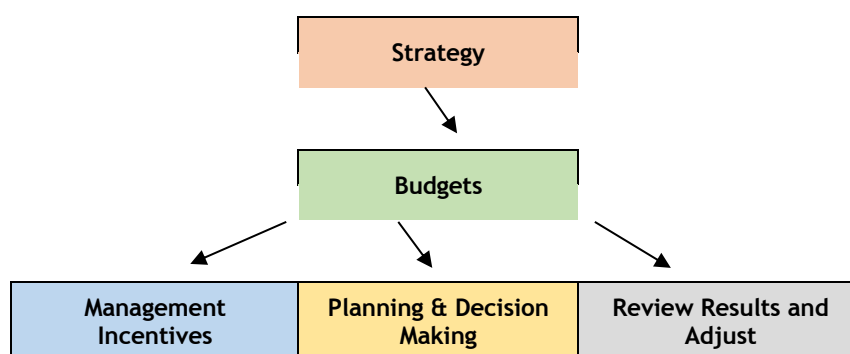 Strategy
Budgets
Management
Incentives
Planning & Decision
Making
Review Results and
Adjust